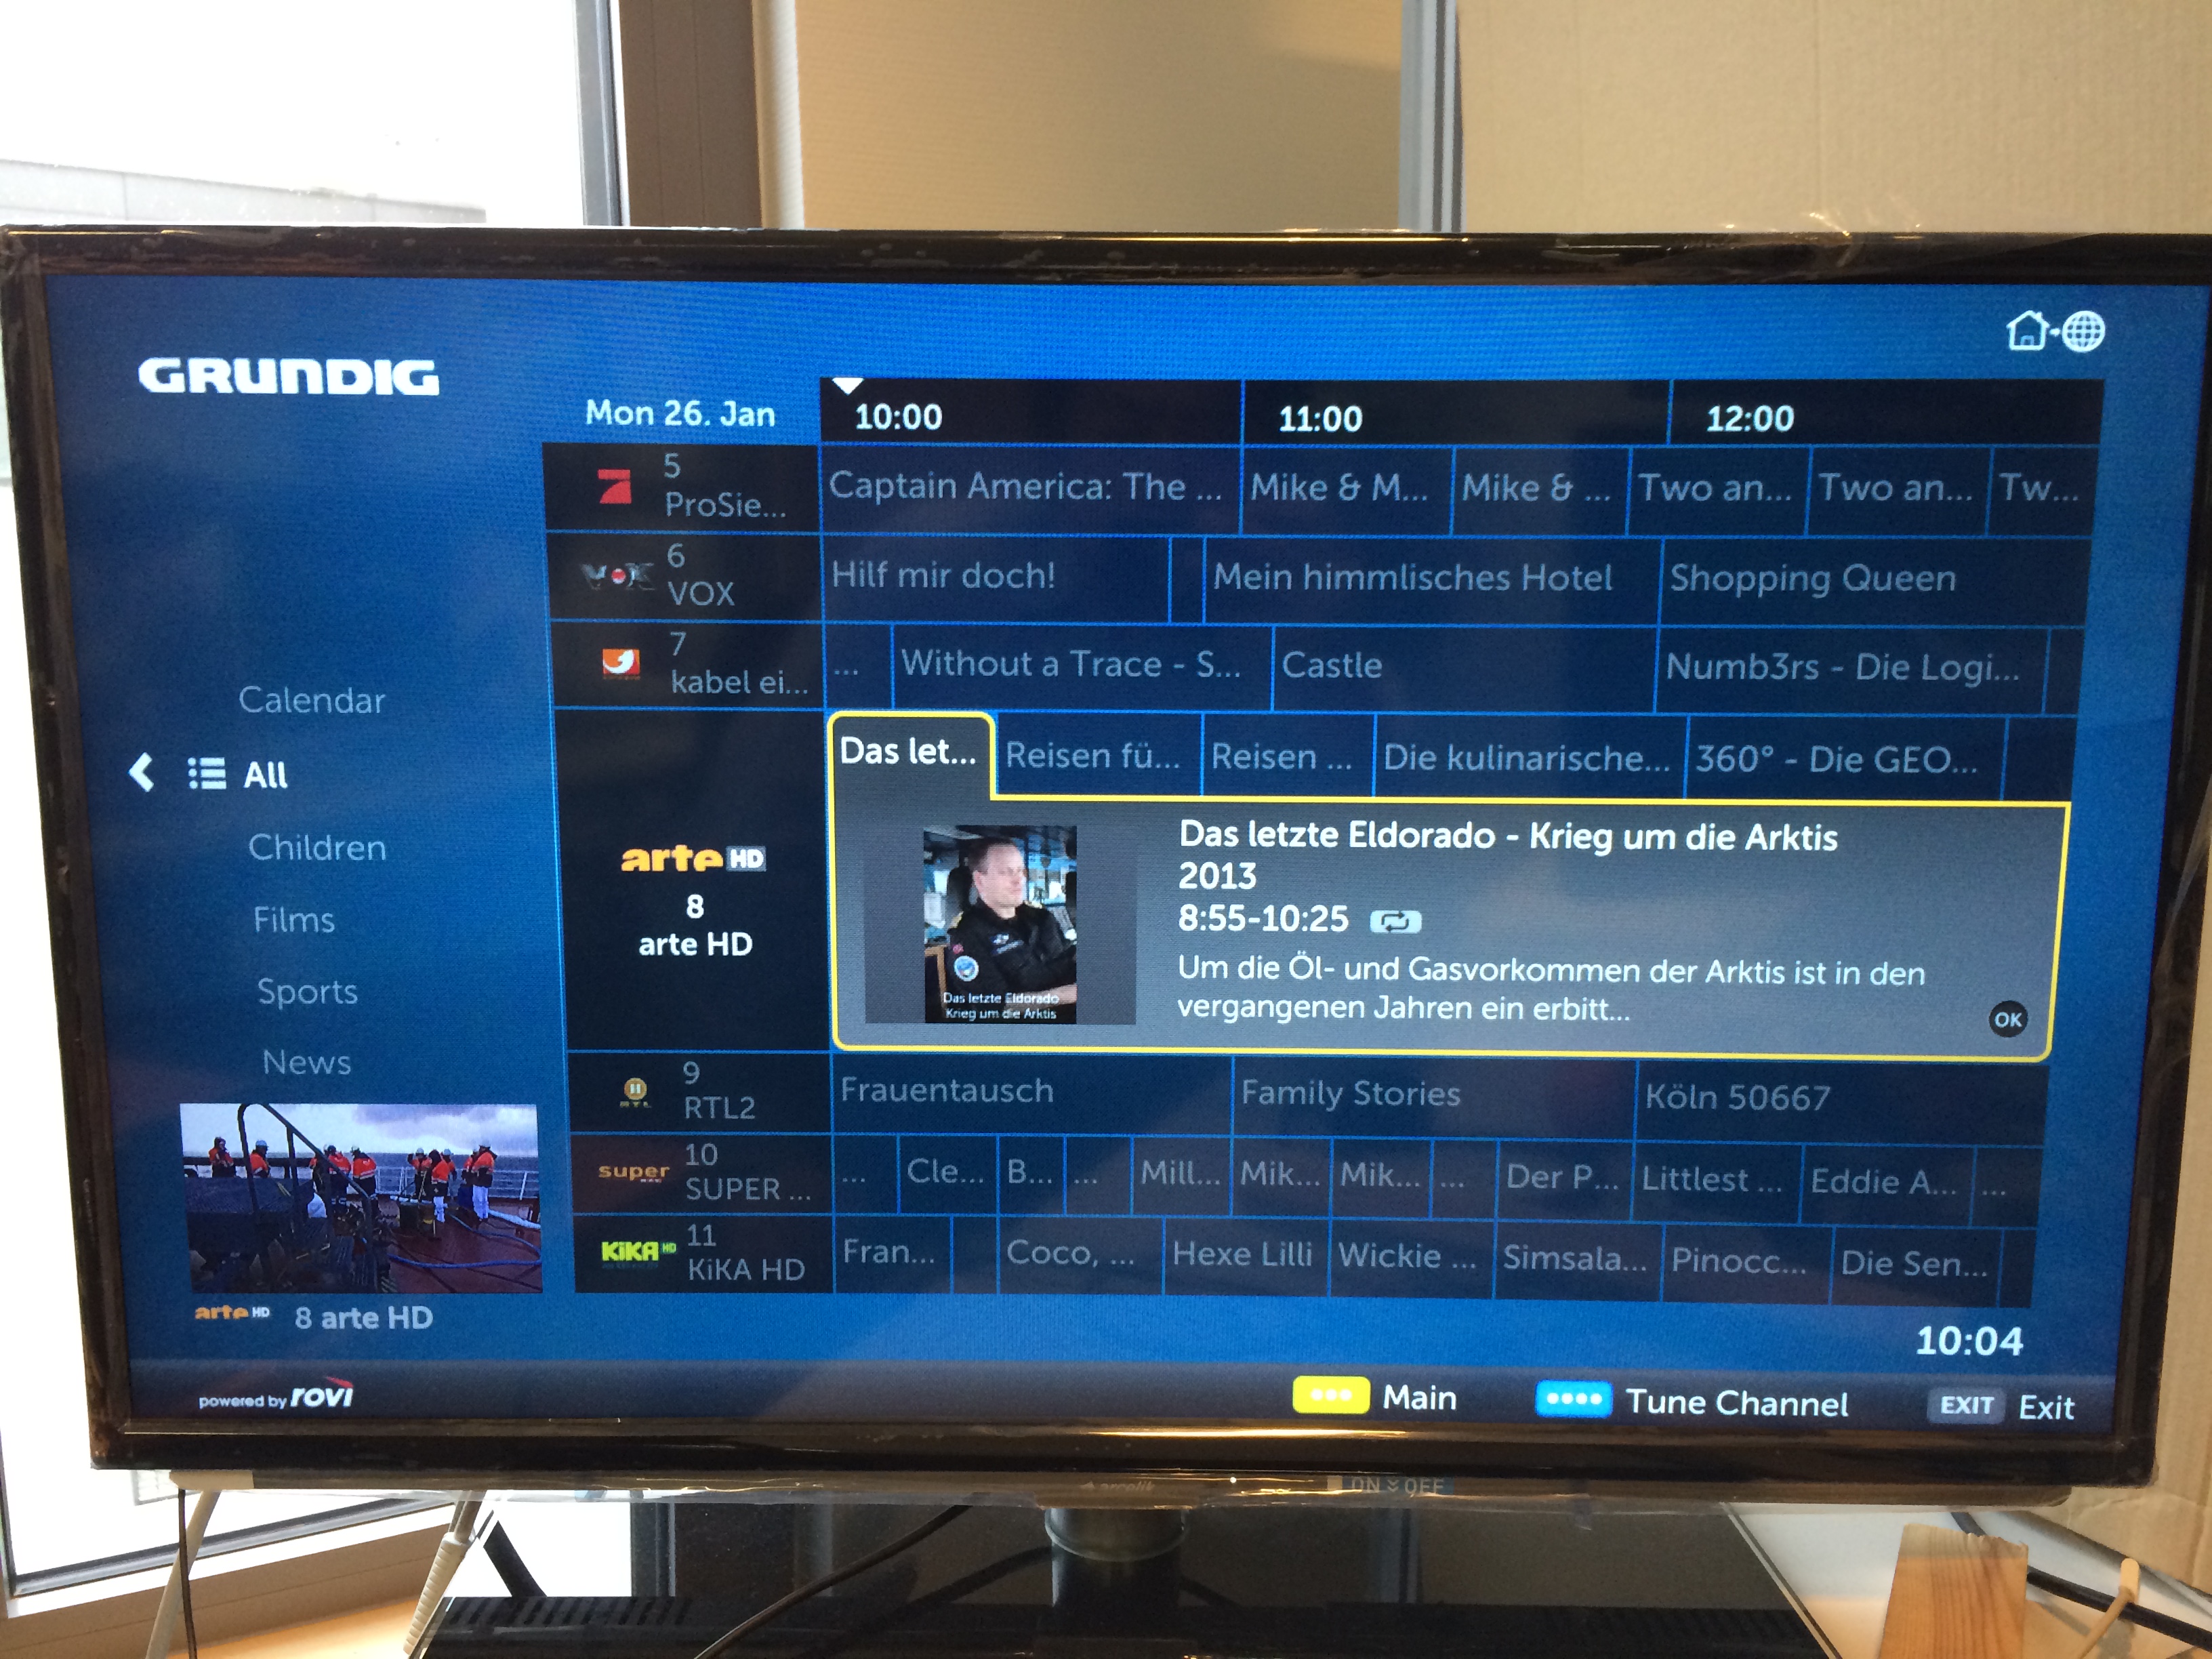 GRUNDIG
Mon 26. Jan
10:00 11:00 12:00
5
ProSie...
Captain America: The ... Mike & M... Mike & ... Two an... Two an... Tw...
VOX
6
VOX
Hilf mir doch! Mein himmlisches Hotel Shopping Queen
7
kabel ei...
... Without a Trace - S... Castle Numb3rs - Die Logi...
Das let... Reisen fü... Reisen ... Die kulinarische... 360° - Die GEO...
arte HD
8
arte HD
Das letzte Eldorado - Krieg um die Arktis
2013
8:55-10:25
Um die Öl- und Gasvorkommen der Arktis ist in den
vergangenen Jahren ein erbitt...
OK
Das letzte Eldorado
Krieg um die Arktis
9
RTL2
Frauentausch Family Stories Köln 50667
super
10
SUPER ...
... Cle... B... ... Mill... Mik... Mik... ... Der P... Littlest ... Eddie A... ...
KiKA HD
11
KiKA HD
Fran... Coco, ... Hexe Lilli Wickie ... Simsala... Pinocc... Die Sen...
Calendar
All
Children
Films
Sports
News
arte HD 8 arte HD
10:04
powered by rovi
Main Tune Channel EXIT Exit
arcelik
ON OFF